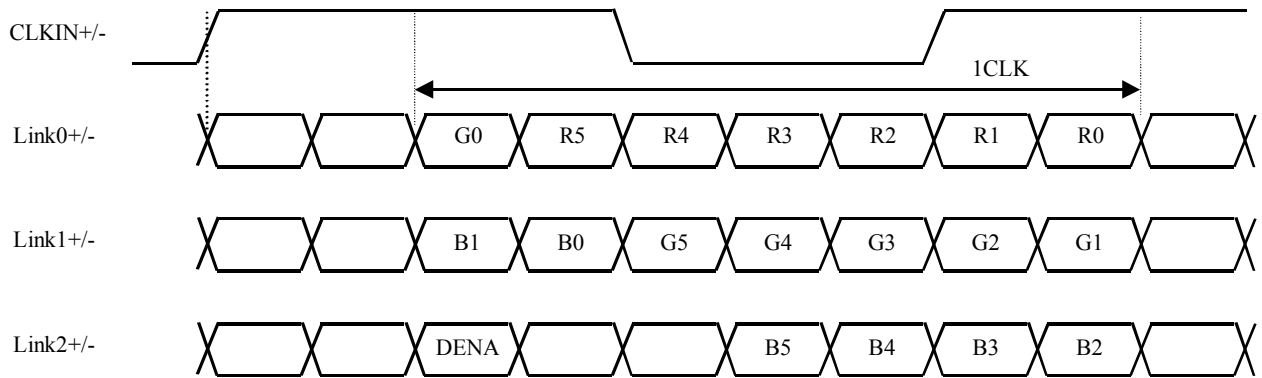 CLKIN+/-
1CLK
Link0+/- G0 R5 R4 R3 R2 R1 R0
Link1+/- B1 B0 G5 G4 G3 G2 G1
Link2+/- DENA B5 B4 B3 B2